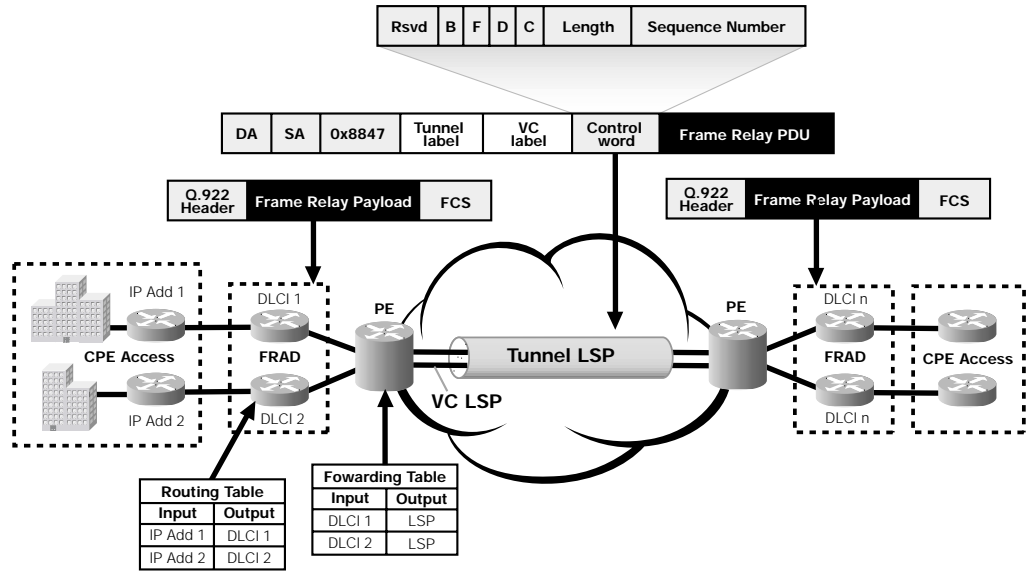 Rsvd B F D C Length Sequence Number
DA SA 0x8847 Tunnel label VC label Control word Frame Relay PDU
Q.922 Header Frame Relay Payload FCS
Q.922 Header Frame Relay Payload FCS
IP Add 1
CPE Access
IP Add 2
DLCI 1
FRAD
DLCI 2
PE
Tunnel LSP
VC LSP
PE
DLCI n
FRAD
DLCI n
CPE Access
Routing Table
Input Output
IP Add 1 DLCI 1
IP Add 2 DLCI 2
Fowarding Table
Input Output
DLCI 1 LSP
DLCI 2 LSP